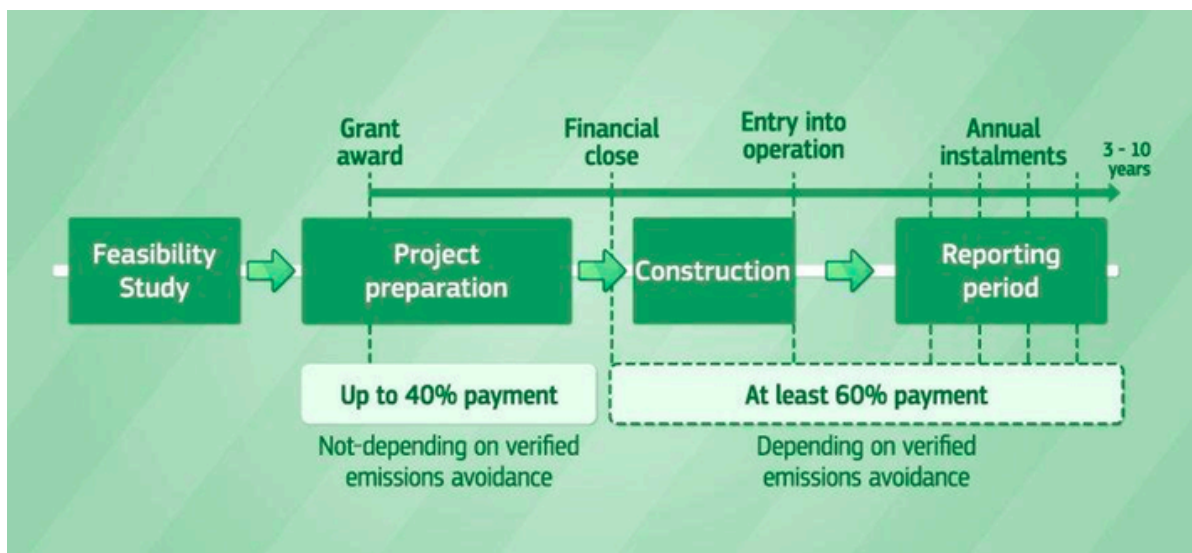 Grant
award
Financial
close
Entry into
operation
Annual
instalments
3 - 10
years
Feasibility
Study
Project
preparation
Construction
Reporting
period
Up to 40% payment
At least 60% payment
Not-depending on verified
emissions avoidance
Depending on verified
emissions avoidance